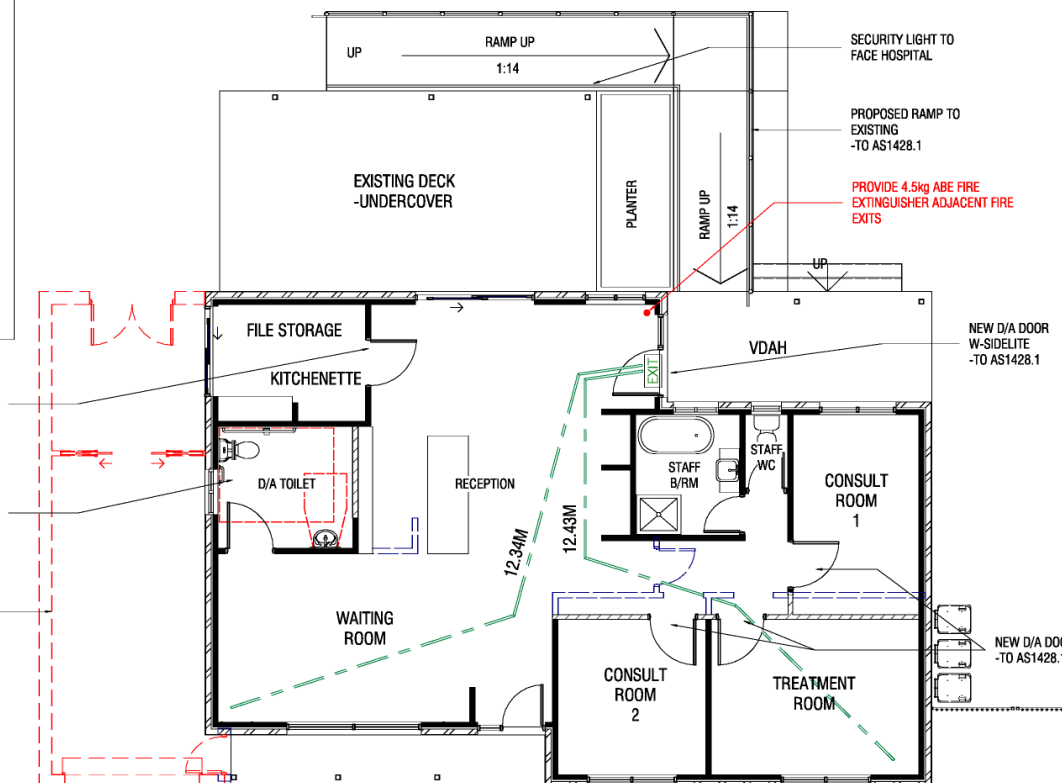 UP
RAMP UP
1:14
SECURITY LIGHT TO
FACE HOSPITAL
PROPOSED RAMP TO
EXISTING
-TO AS1428.1
PROVIDE 4.5kg ABE FIRE
EXTINGUISHER ADJACENT FIRE
EXITS
EXISTING DECK
-UNDERCOVER
PLANTER
RAMP UP
1:14
UP
FILE STORAGE
KITCHENETTE
EXIT
VDAH
NEW D/A DOOR
W-SIDELITE
-TO AS1428.1
D/A TOILET
RECEPTION
STAFF
B/RM
STAFF
WC
CONSULT
ROOM
1
12.34M
12.43M
WAITING
ROOM
CONSULT
ROOM
2
TREATMENT
ROOM
NEW D/A DOO
-TO AS1428.1